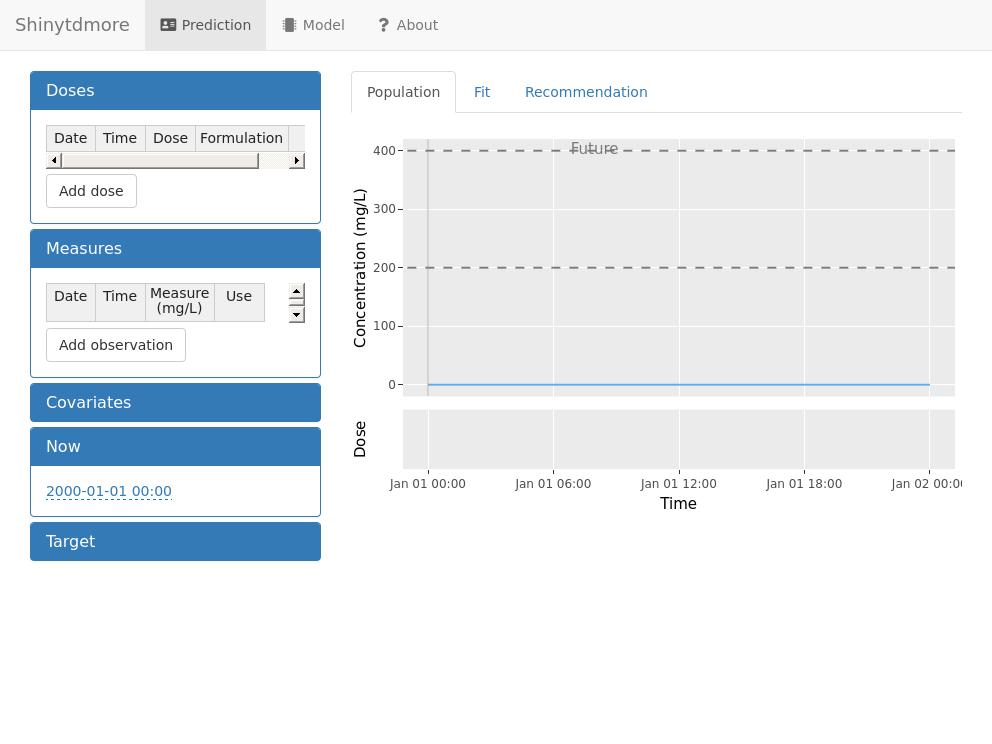 Shinytdmore
Prediction
Model
About
Doses
Date Time Dose Formulation
Add dose
Measures
Date Time Measure (mg/L) Use
Add observation
Covariates
Now
2000-01-01 00:00
Target
Population Fit Recommendation
Future
Concentration (mg/L)
400
300
200
100
0
Dose
Jan 01 00:00 Jan 01 06:00 Jan 01 12:00 Jan 01 18:00 Jan 02 00:00
Time